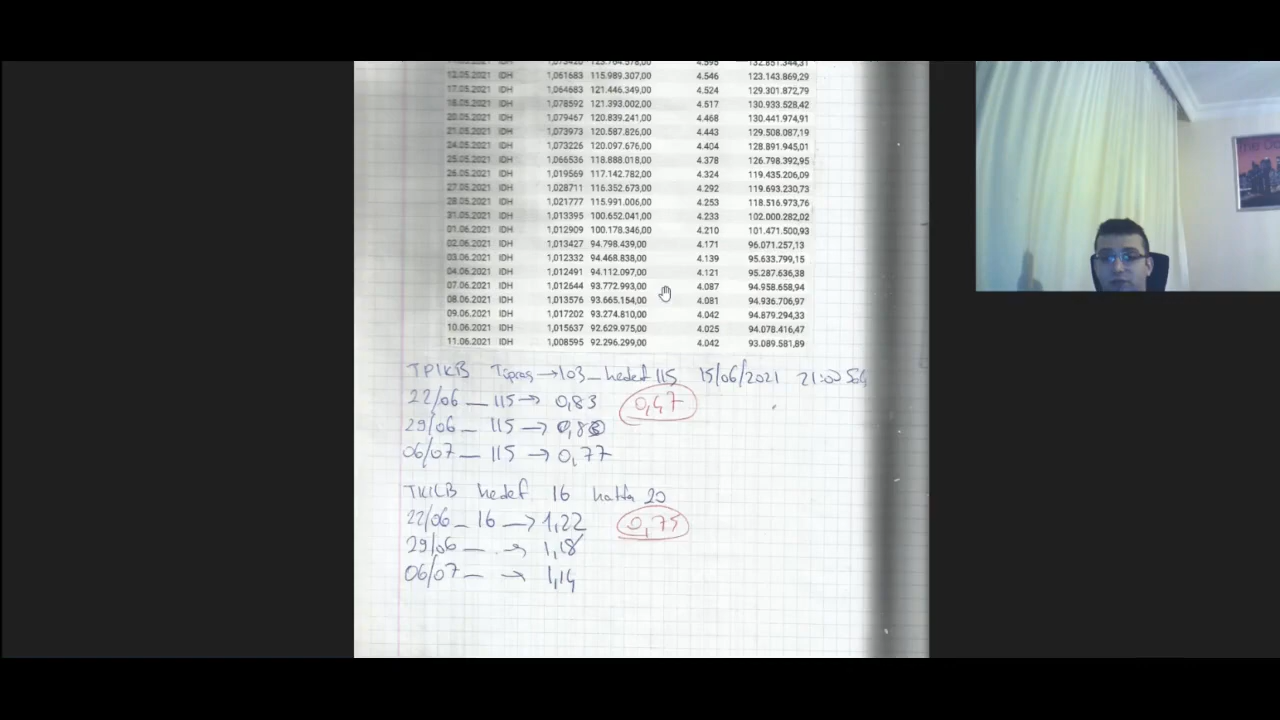 12.05.2021 IDH 1,061683 115.989.307,00 4.546 123.143.869,29
17.05.2021 IDH 1,064683 121.446.349,00 4.524 129.301.872,79
18.05.2021 IDH 1,078592 121.393.002,00 4.517 130.933.528,42
20.05.2021 IDH 1,079467 120.839.241,00 4.468 130.441.974,91
21.05.2021 IDH 1,073973 120.587.826,00 4.443 129.508.087,19
24.05.2021 IDH 1,073226 120.097.676,00 4.404 128.891.945,01
25.05.2021 IDH 1,066536 118.888.018,00 4.378 126.798.392,95
26.05.2021 IDH 1,019569 117.142.782,00 4.324 119.435.206,09
27.05.2021 IDH 1,028711 116.352.673,00 4.292 119.693.230,73
28.05.2021 IDH 1,021777 115.991.006,00 4.253 118.516.973,76
31.05.2021 IDH 1,013395 100.652.041,00 4.233 102.000.282,02
01.06.2021 IDH 1,012909 100.178.346,00 4.210 101.471.500,93
02.06.2021 IDH 1,013427 94.798.439,00 4.171 96.071.257,13
03.06.2021 IDH 1,012332 94.468.838,00 4.139 95.633.799,15
04.06.2021 IDH 1,012491 94.112.097,00 4.121 95.287.636,38
07.06.2021 IDH 1,012644 93.772.993,00 4.087 94.958.658,94
08.06.2021 IDH 1,013576 93.665.154,00 4.081 94.936.706,97
09.06.2021 IDH 1,017202 93.274.810,00 4.042 94.879.294,33
10.06.2021 IDH 1,015637 92.629.975,00 4.025 94.078.416,47
11.06.2021 IDH 1,008595 92.296.299,00 4.042 93.089.581,89
TPIKB Tüpraş → 103 _ hedef 115 15/06/2021 21:00
22/06 __ 115 → 0,83 0,47
29/06 _ 115 →
06/07 _ 115 → 0,77
TKILB hedef 16 hatta 20
22/06 _ 16 → 1,22 0,75
29/06 _ → 1,18
06/07 _ → 1,14